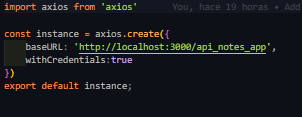 import axios from 'axios' You, hace 19 horas • Add
const instance = axios.create({
    baseURL: 'http://localhost:3000/api_notes_app',
    withCredentials:true
})
export default instance;